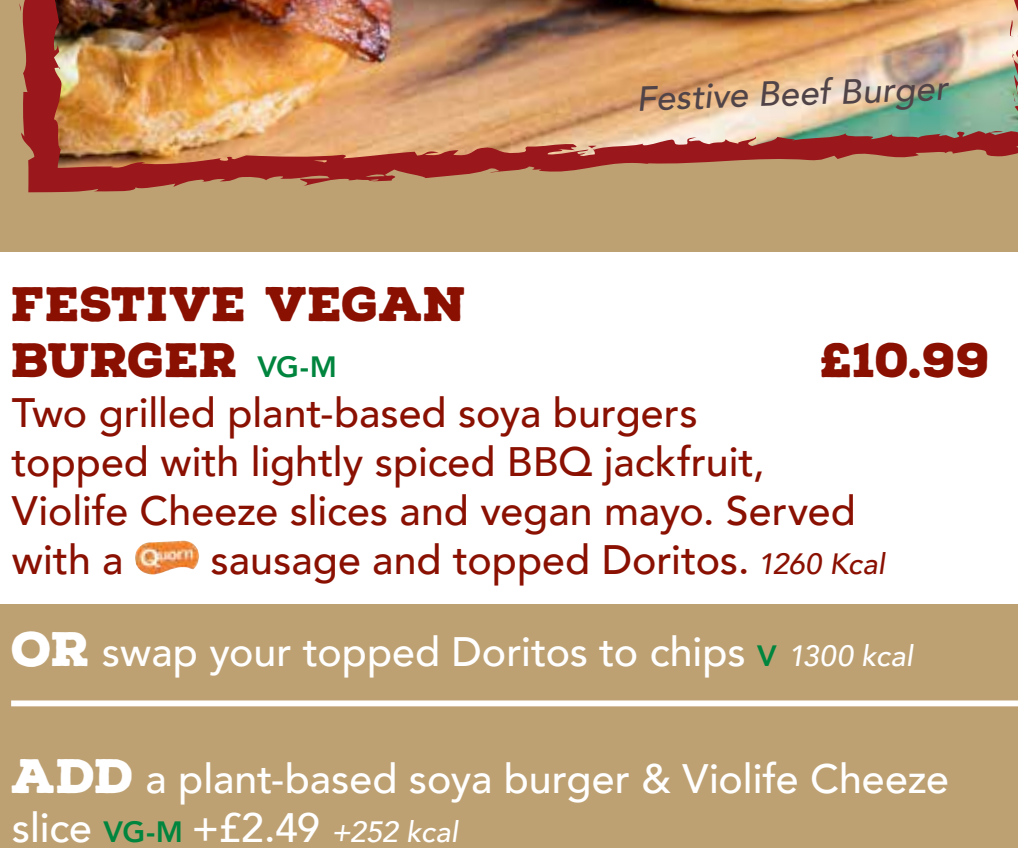 Festive Beef Burger
FESTIVE VEGAN
BURGER VG-M £10.99
Two grilled plant-based soya burgers
topped with lightly spiced BBQ jackfruit,
Violife Cheeze slices and vegan mayo. Served
with a Quorn sausage and topped Doritos. 1260 Kcal
OR swap your topped Doritos to chips V 1300 kcal
ADD a plant-based soya burger & Violife Cheeze
slice VG-M +£2.49 +252 kcal